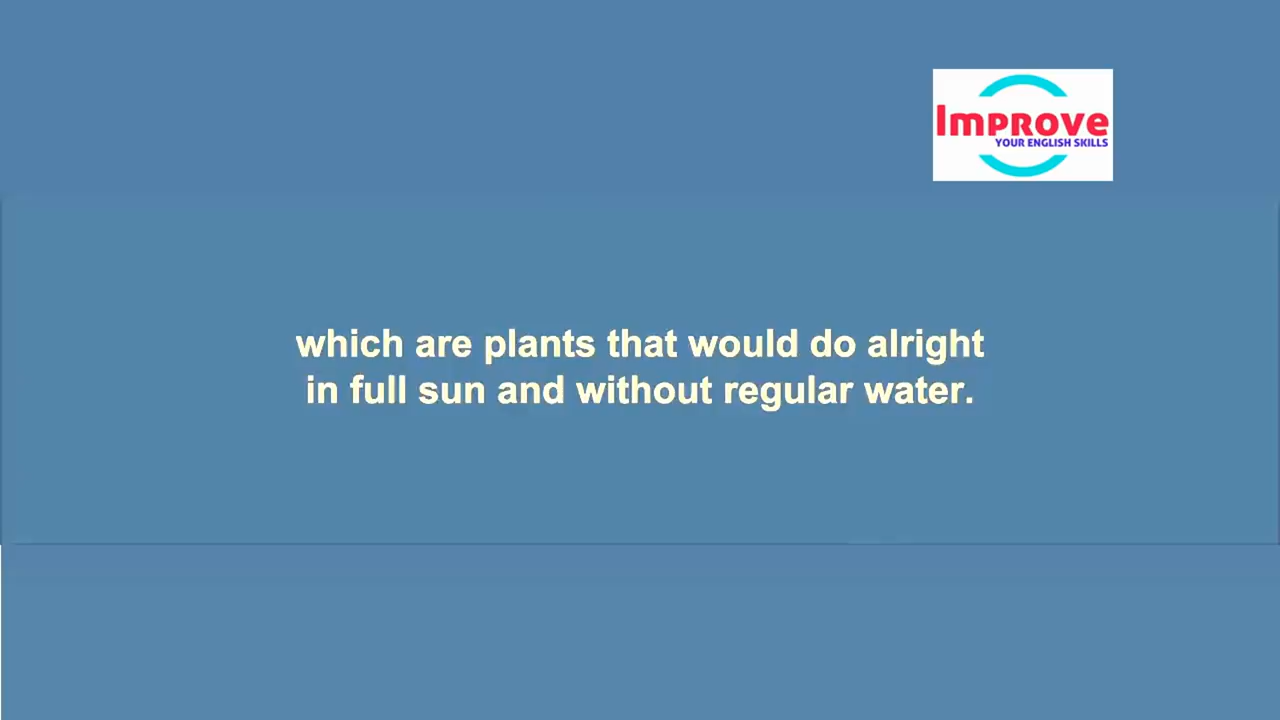 Improve
YOUR ENGLISH SKILLS
which are plants that would do alright
in full sun and without regular water.